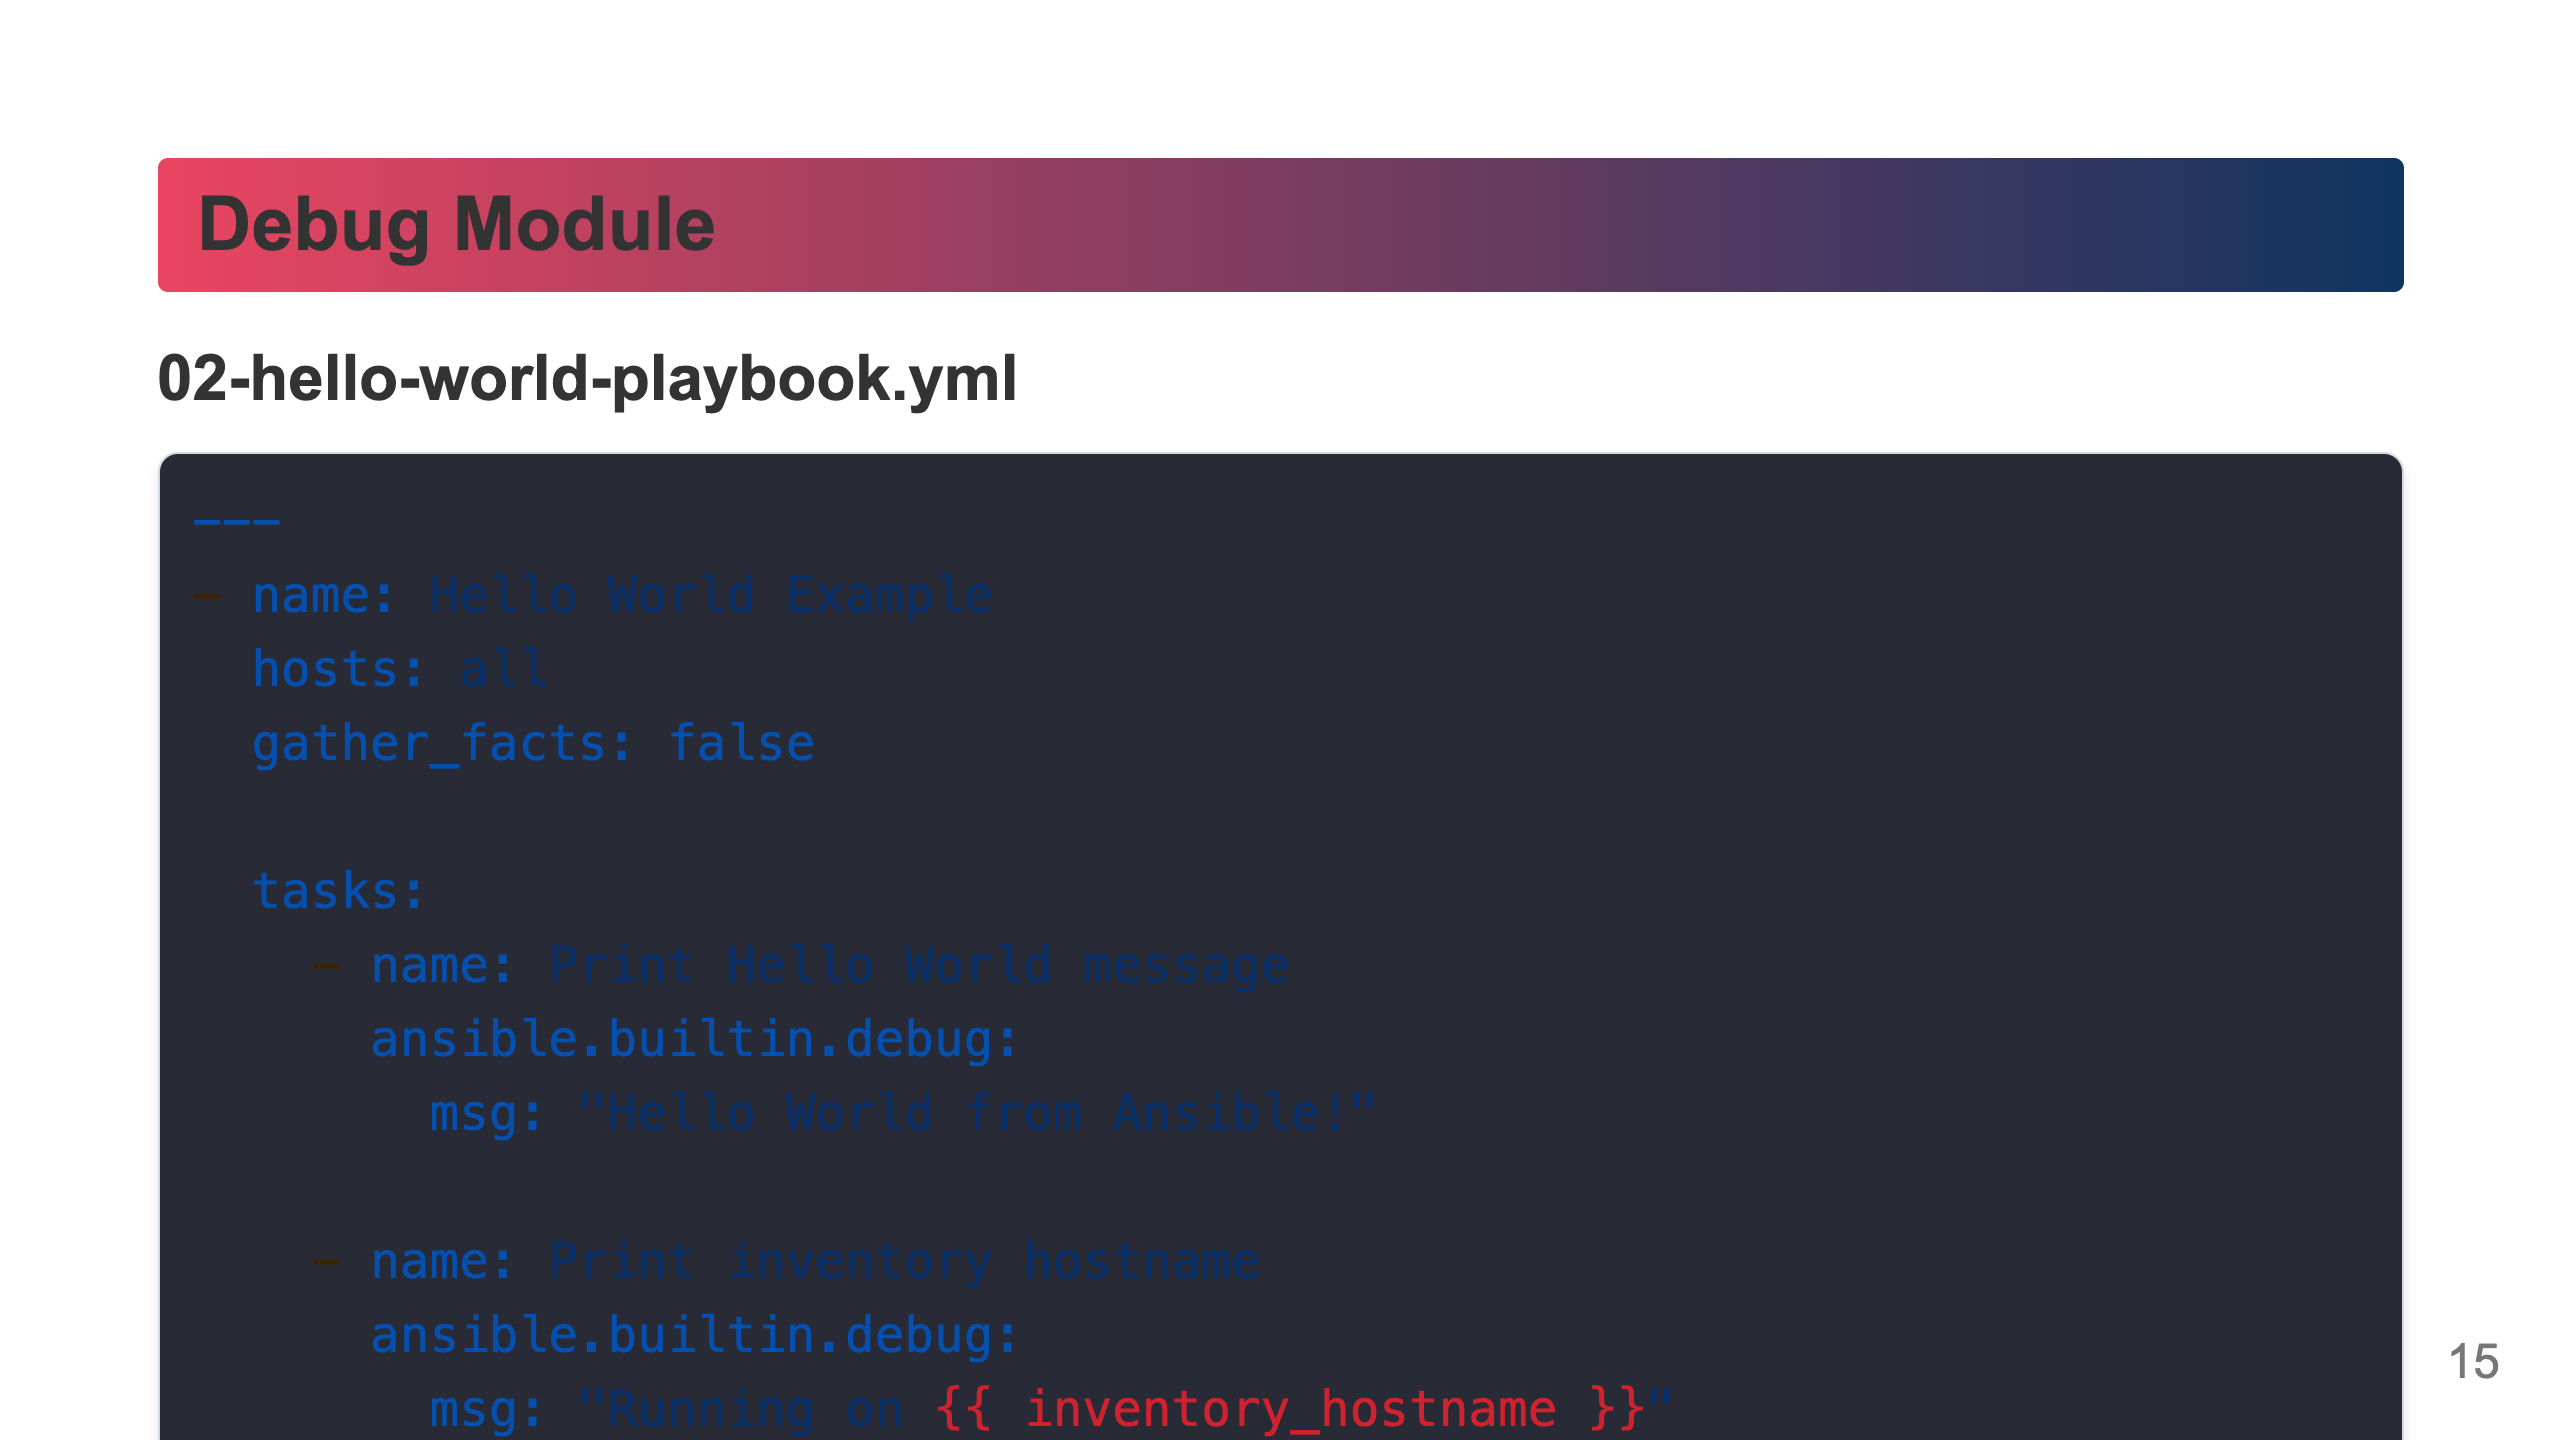 Debug Module
02-hello-world-playbook.yml
---
- name: Hello World Example
  hosts: all
  gather_facts: false

  tasks:
    - name: Print Hello World message
      ansible.builtin.debug:
        msg: "Hello World from Ansible!"

    - name: Print inventory hostname
      ansible.builtin.debug:
        msg: "Running on {{ inventory_hostname }}"
15